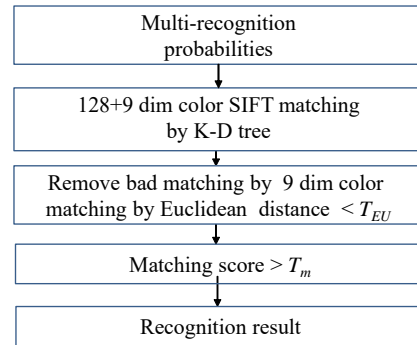 Multi-recognition
probabilities
128+9 dim color SIFT matching
by K-D tree
Remove bad matching by 9 dim color
matching by Euclidean distance < T_EU
Matching score > T_m
Recognition result